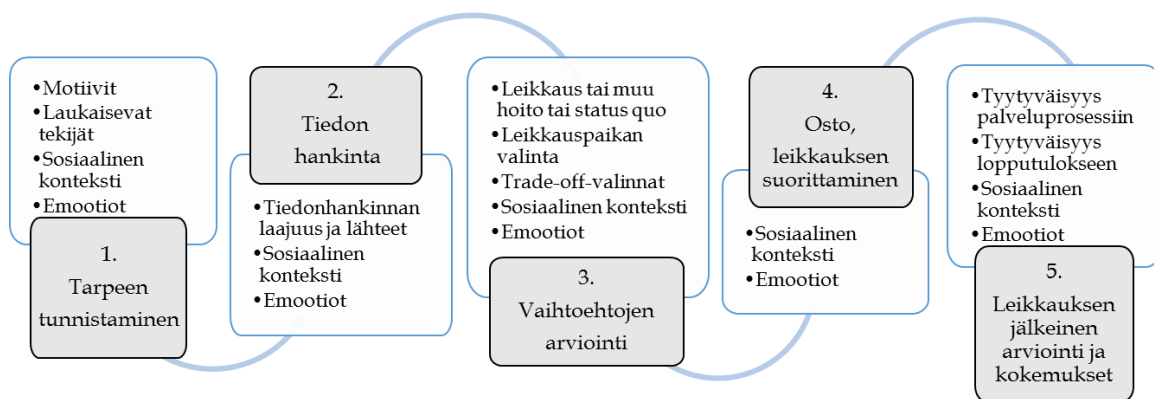 •Motiivit
•Laukaisevat
tekijät
•Sosiaalinen
konteksti
•Emootiot
1.
Tarpeen
tunnistaminen
2.
Tiedon
hankinta
•Tiedonhankinnan
laajuus ja lähteet
•Sosiaalinen
konteksti
•Emootiot
•Leikkaus tai muu
hoito tai status quo
•Leikkauspaikan
valinta
•Trade-off-valinnat
•Sosiaalinen konteksti
•Emootiot
3.
Vaihtoehtojen
arviointi
4.
Osto,
leikkauksen
suorittaminen
•Sosiaalinen
konteksti
•Emootiot
•Tyytyväisyys
palveluprosessiin
•Tyytyväisyys
lopputulokseen
•Sosiaalinen
konteksti
•Emootiot
5.
Leikkauksen
jälkeinen
arviointi ja
kokemukset